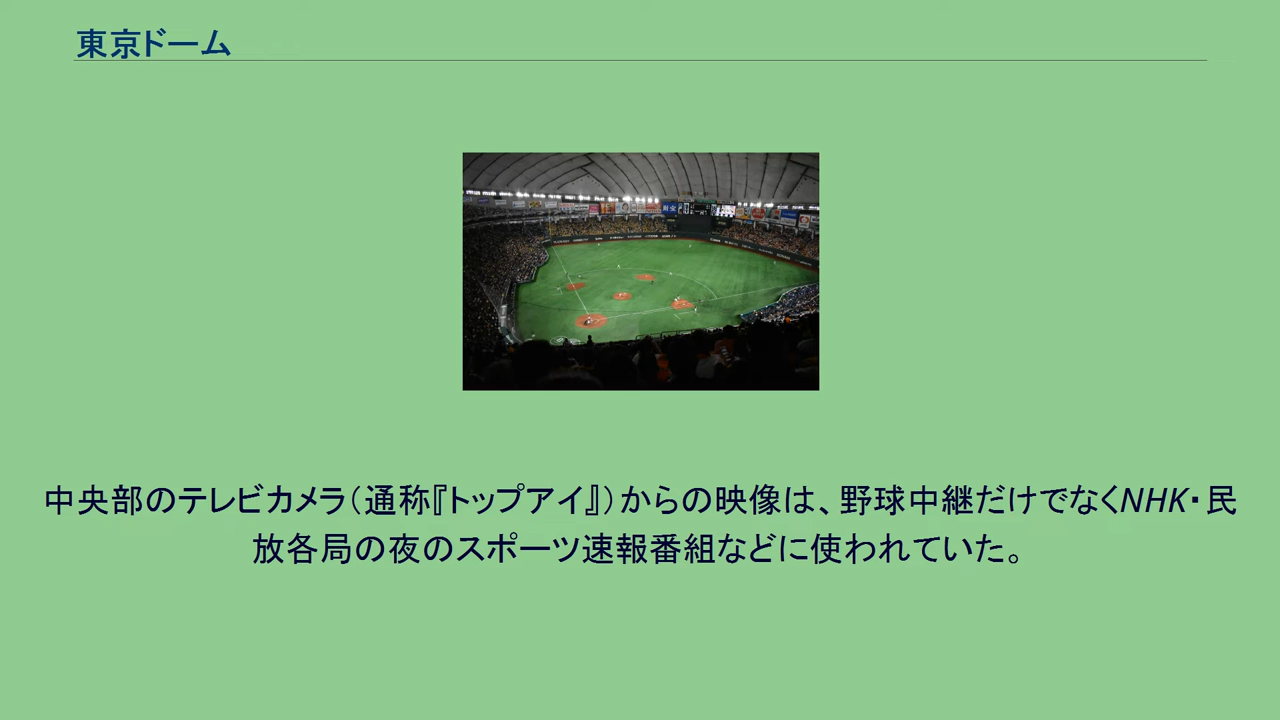 東京ドーム
中央部のテレビカメラ(通称『トップアイ』)からの映像は、野球中継だけでなくNHK・民
放各局の夜のスポーツ速報番組などに使われていた。